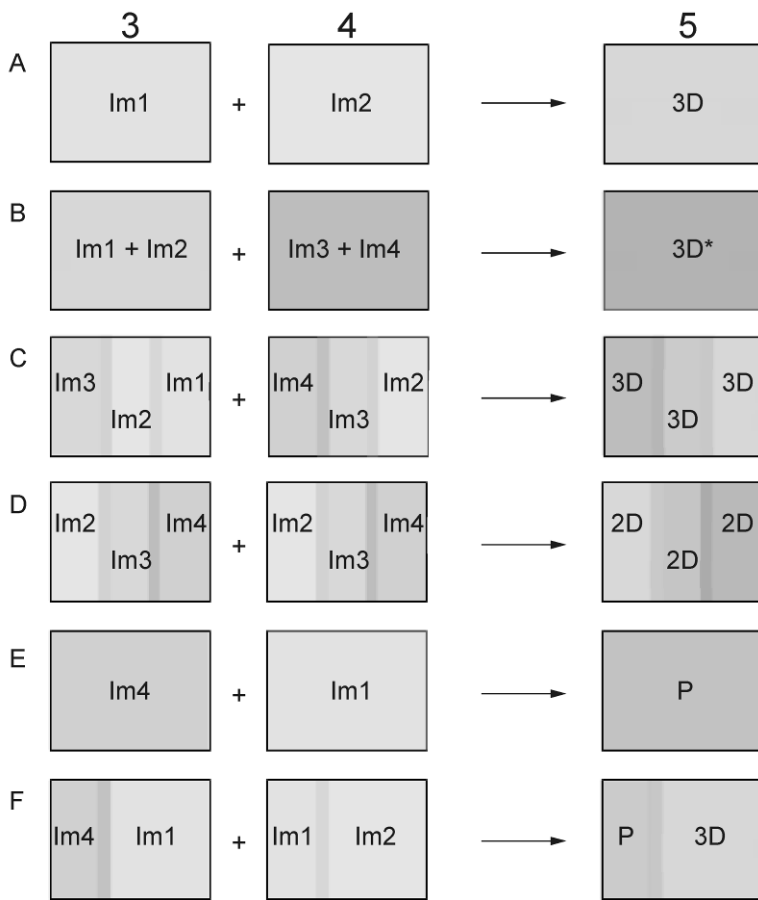 3 4 5
A Im1 + Im2 3D
B Im1 + Im2 + Im3 + Im4 3D*
C Im3 Im1 + Im4 Im2 3D 3D
Im2 Im3 3D
D Im2 Im4 + Im2 Im4 2D 2D
Im3 Im3 2D
E Im4 + Im1 P
F Im4 Im1 + Im1 Im2 P 3D